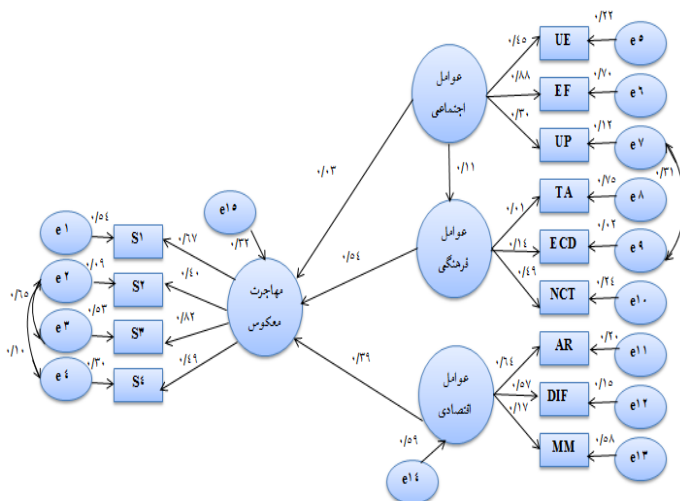 UE
۰/۲۲
e۵
۰/۴۵
عوامل
اجتماعی
۰/۸۸
EF
۰/۷۰
e۶
۰/۳۰
UP
۰/۱۲
e۷
۰/۳۱
۰/۰۳
۰/۱۱
TA
۰/۷۵
e۸
۰/۰۱
عوامل
فرهنگی
۰/۱۴
ECD
۰/۰۲
e۹
۰/۴۹
NCT
۰/۲۴
e۱۰
e۱
۰/۵۴
S۱
۰/۶۷
e۱۵
۰/۳۲
۰/۵۴
e۲
۰/۰۹
S۲
۰/۴۰
مهاجرت
معکوس
۰/۶۵
e۳
۰/۵۳
S۳
۰/۸۲
۰/۱۰
e٤
۰/۳۰
S٤
۰/۴۹
۰/۳۹
AR
۰/۲۰
e۱۱
۰/۶۴
عوامل
اقتصادی
۰/۵۷
DIF
۰/۱۵
e۱۲
۰/۱۷
MM
۰/۵۸
e۱۳
۰/۵۹
e۱٤